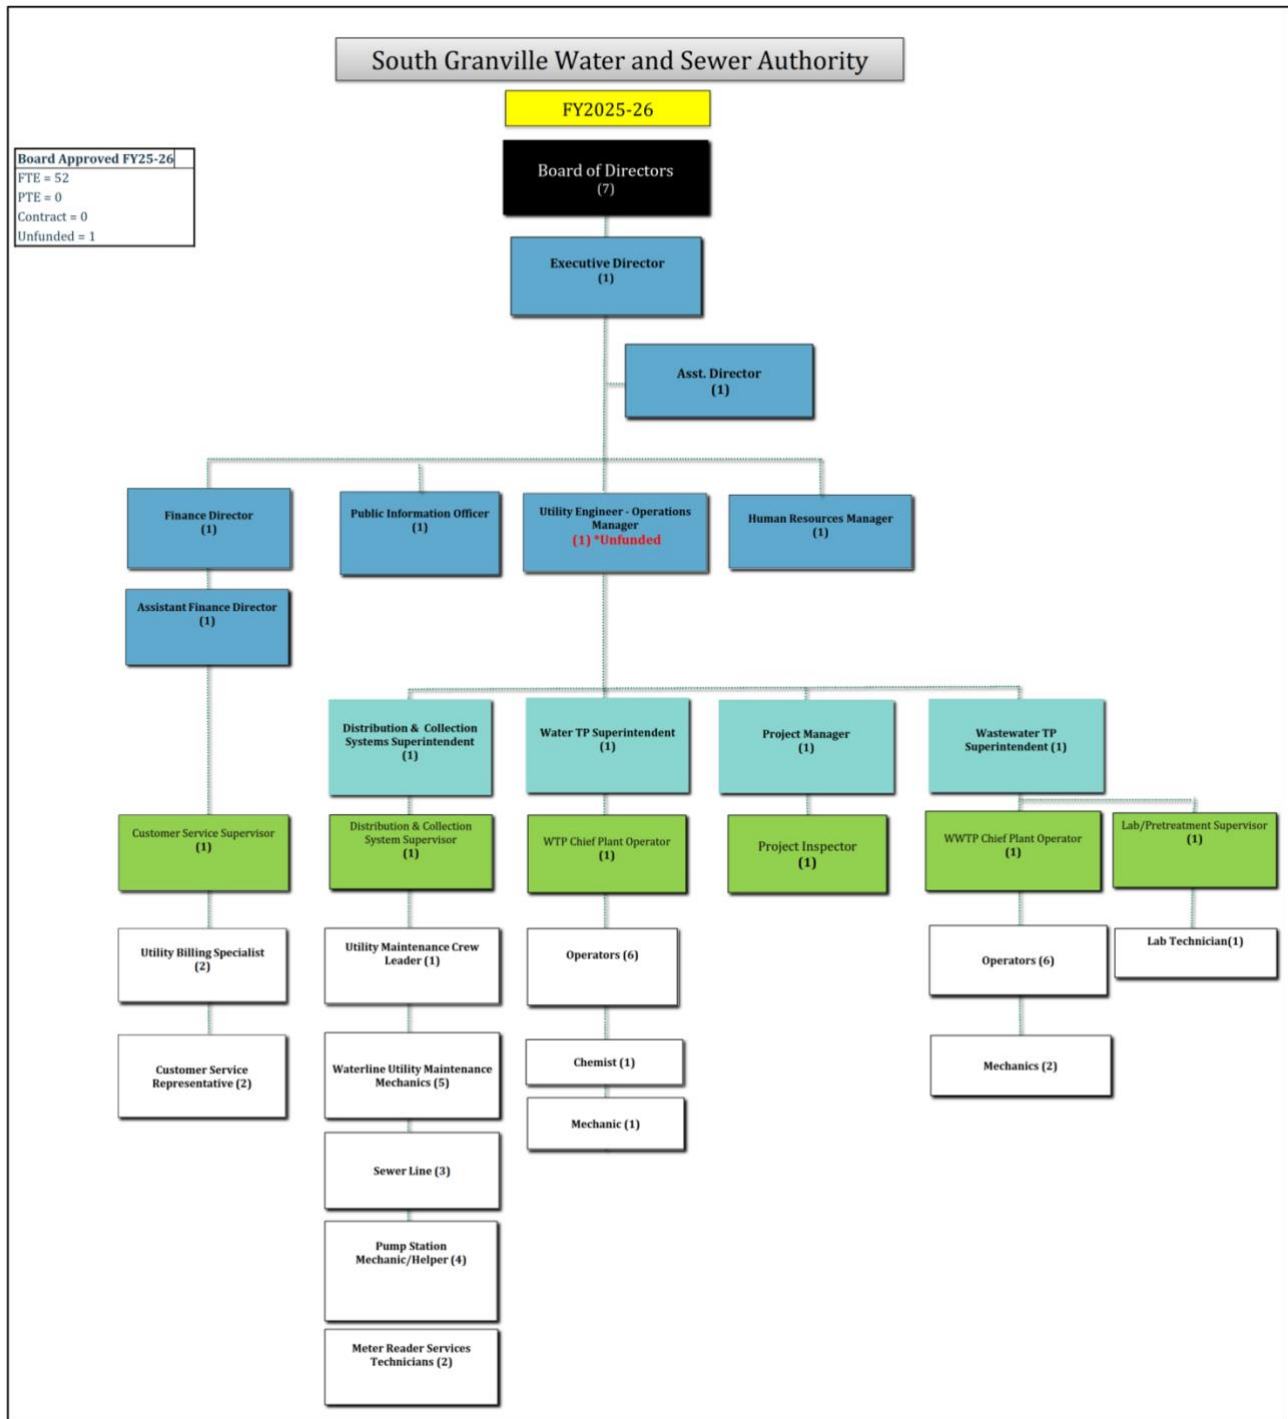 South Granville Water and Sewer Authority
FY2025-26
Board Approved FY25-26
FTE = 52
PTE = 0
Contract = 0
Unfunded = 1
Board of Directors
(7)
Executive Director
(1)
Asst. Director
(1)
Finance Director
(1)
Public Information Officer
(1)
Utility Engineer - Operations
Manager
(1) *Unfunded
Human Resources Manager
(1)
Assistant Finance Director
(1)
Distribution & Collection
Systems Superintendent
(1)
Water TP Superintendent
(1)
Project Manager
(1)
Wastewater TP
Superintendent (1)
Customer Service Supervisor
(1)
Distribution & Collection
System Supervisor
(1)
WTP Chief Plant Operator
(1)
Project Inspector
(1)
WWTP Chief Plant Operator
(1)
Lab/Pretreatment Supervisor
(1)
Utility Billing Specialist
(2)
Utility Maintenance Crew
Leader (1)
Operators (6)
Operators (6)
Lab Technician(1)
Customer Service
Representative (2)
Waterline Utility Maintenance
Mechanics (5)
Chemist (1)
Mechanics (2)
Mechanic (1)
Sewer Line (3)
Pump Station
Mechanic/Helper (4)
Meter Reader Services
Technicians (2)